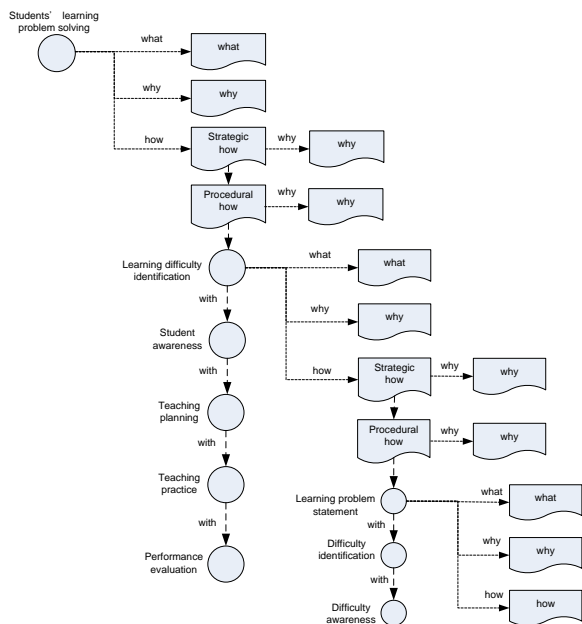 Students' learning
problem solving
what
what
why
why
how
Strategic
how
why
why
Procedural
how
why
why
Learning difficulty
identification
what
what
with
why
why
Student
awareness
how
Strategic
how
why
why
with
Teaching
planning
Procedural
how
why
why
with
Teaching
practice
Learning problem
statement
what
what
with
with
why
why
Difficulty
identification
Performance
evaluation
with
how
how
Difficulty
awareness